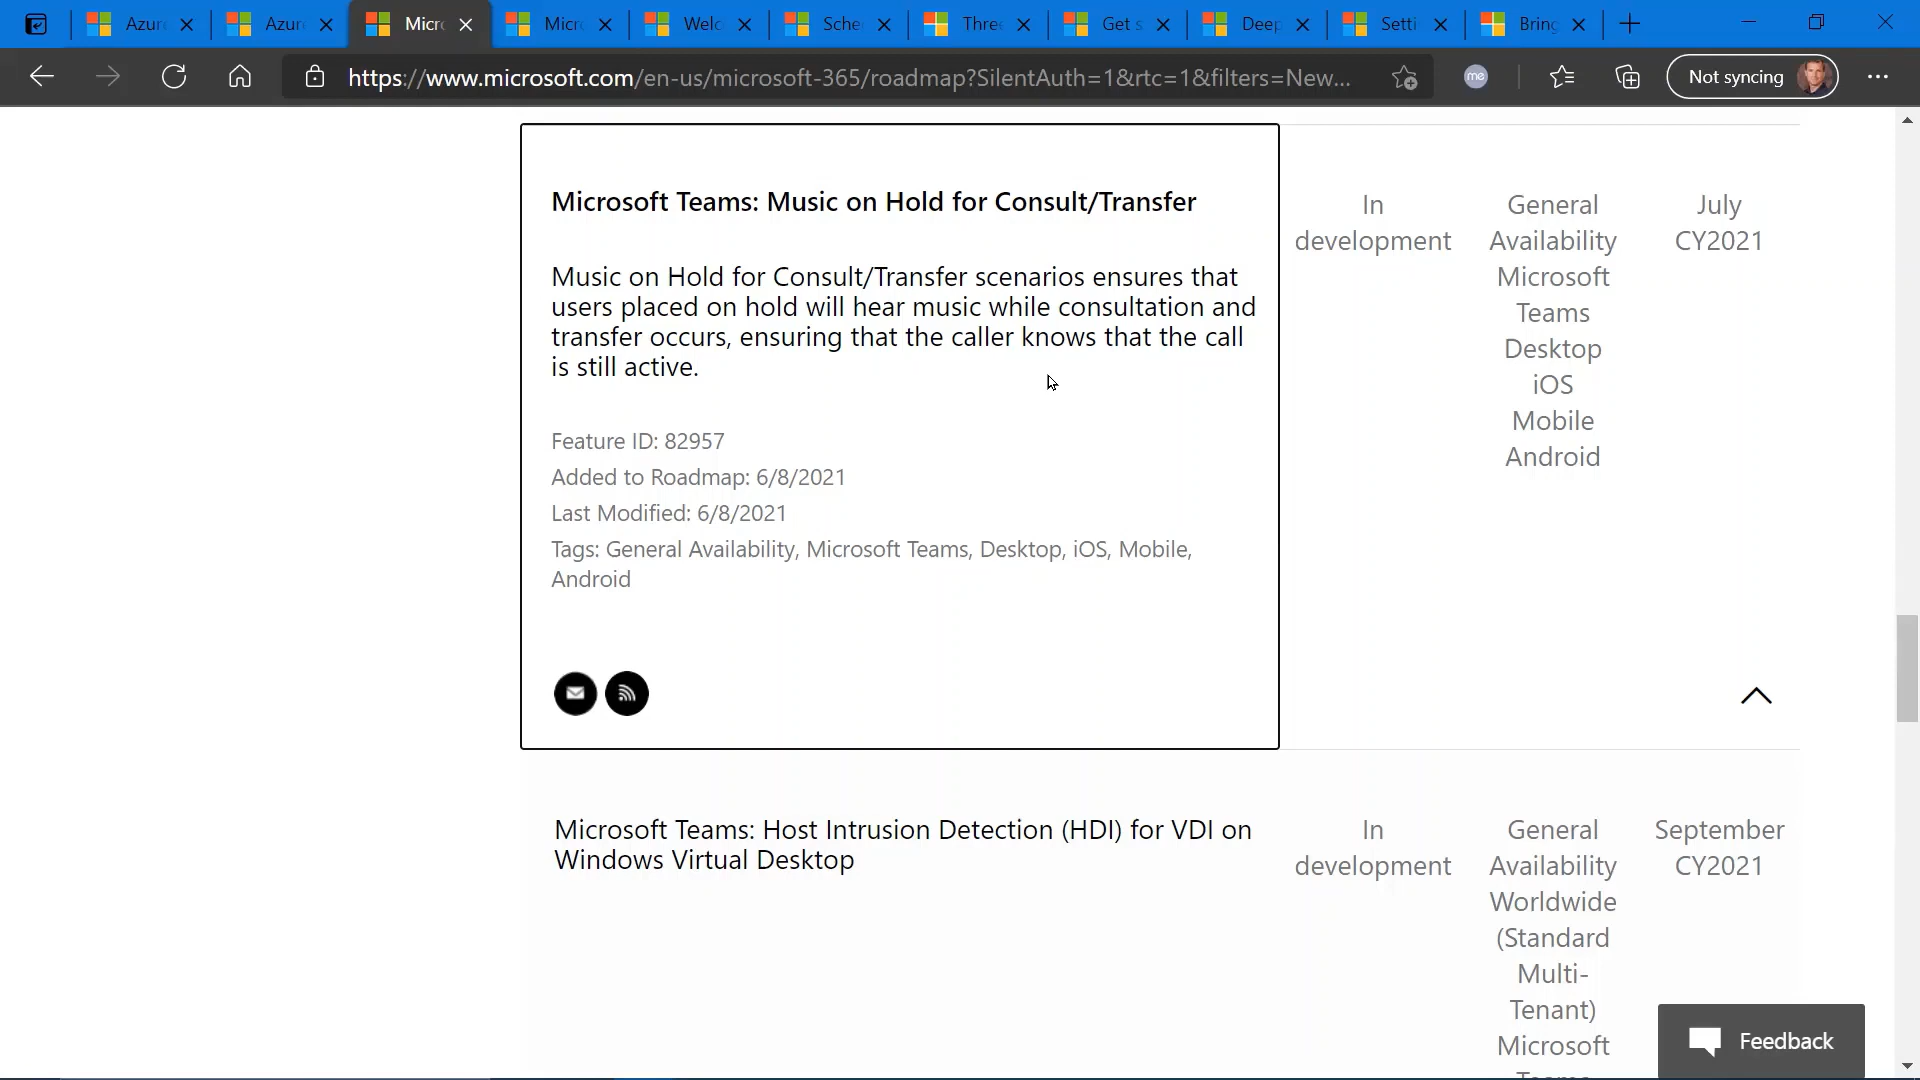 Azur
Azur
Micr
Micr
Welc
Sche
Three
Get s
Deep
Setti
Bring
https://www.microsoft.com/en-us/microsoft-365/roadmap?SilentAuth=1&rtc=1&filters=New...
me
Not syncing
Microsoft Teams: Music on Hold for Consult/Transfer
In
development
General
Availability
Microsoft
Teams
Desktop
iOS
Mobile
Android
July
CY2021
Music on Hold for Consult/Transfer scenarios ensures that
users placed on hold will hear music while consultation and
transfer occurs, ensuring that the caller knows that the call
is still active.
Feature ID: 82957
Added to Roadmap: 6/8/2021
Last Modified: 6/8/2021
Tags: General Availability, Microsoft Teams, Desktop, iOS, Mobile,
Android
Microsoft Teams: Host Intrusion Detection (HDI) for VDI on
Windows Virtual Desktop
In
development
General
Availability
Worldwide
(Standard
Multi-
Tenant)
Microsoft
Teams
September
CY2021
Feedback